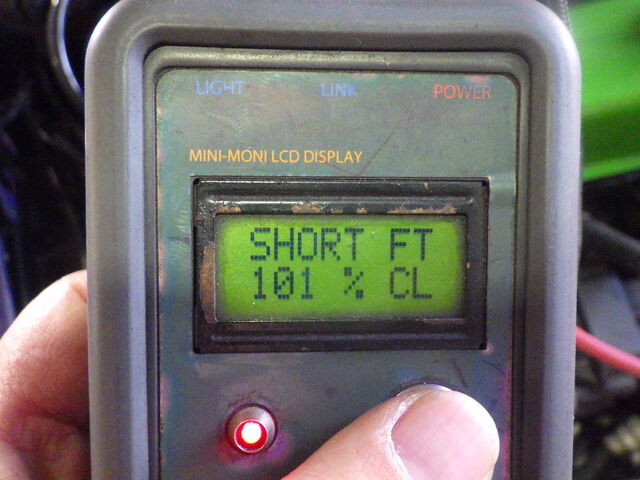 LIGHT LINK POWER
MINI-MONI LCD DISPLAY
SHORT FT
101 % CL